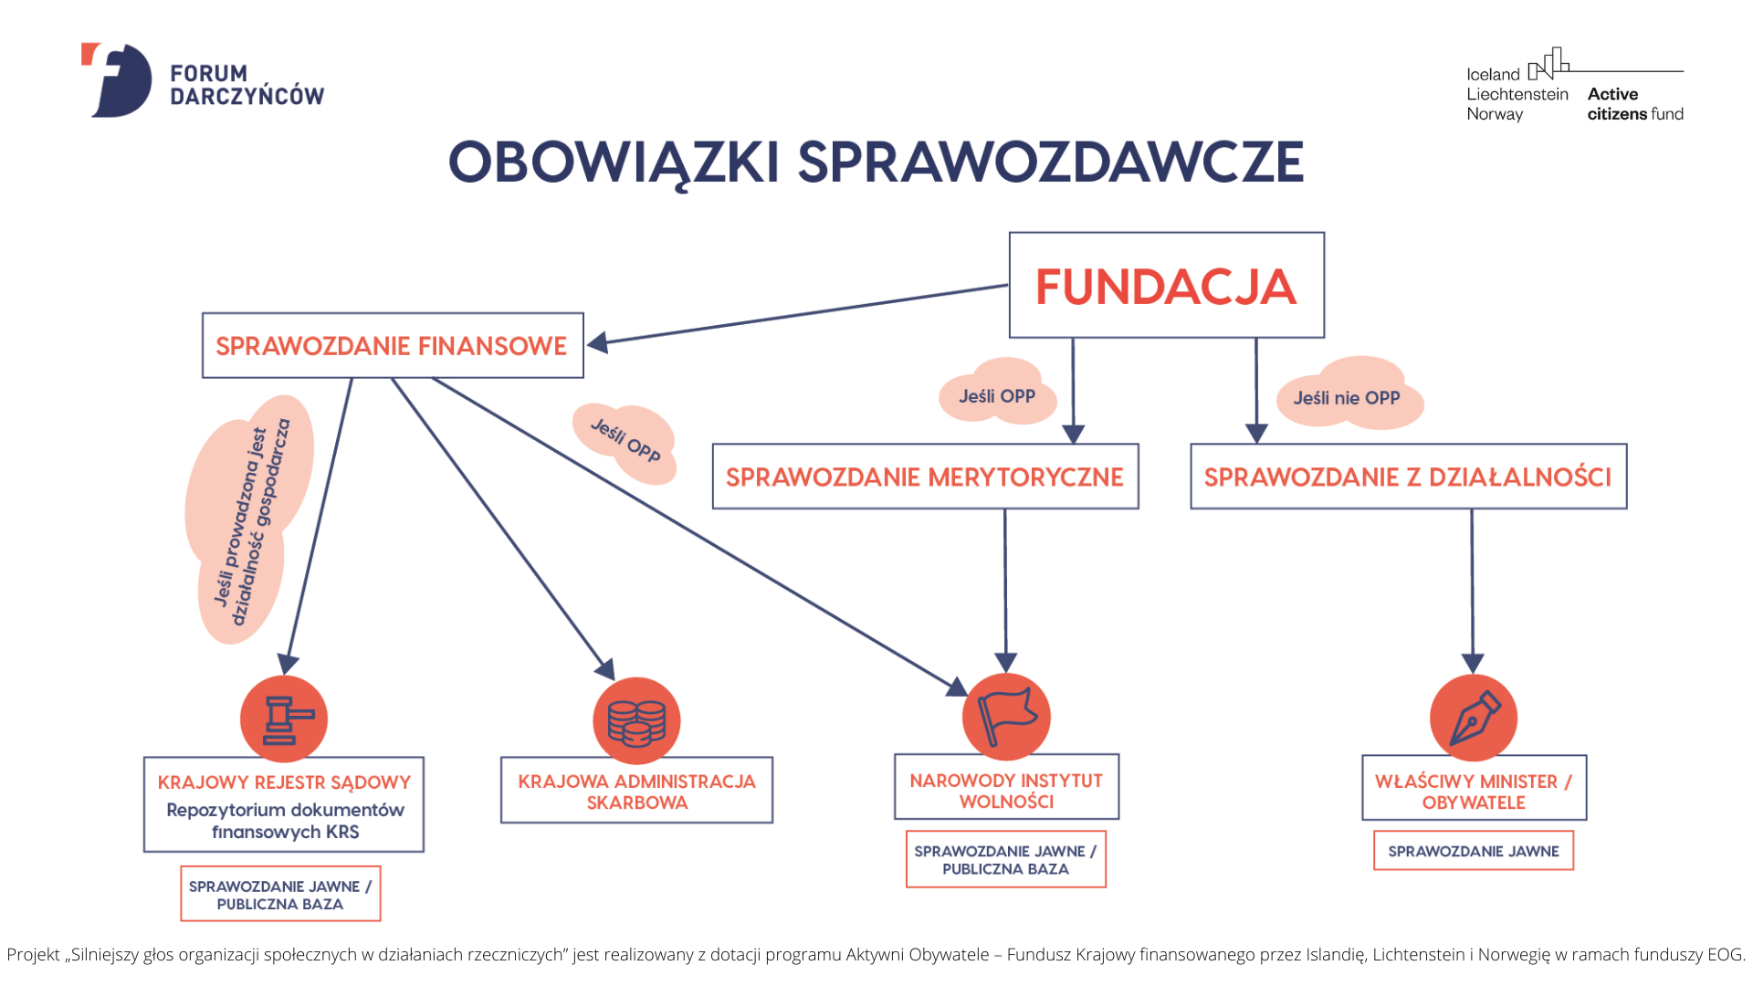 FORUM
DARCZYŃCÓW
Iceland
Liechtenstein
Norway
Active
citizens fund
OBOWIĄZKI SPRAWOZDAWCZE
FUNDACJA
SPRAWOZDANIE FINANSOWE
Jeśli OPP
Jeśli nie OPP
Jeśli prowadzona jest
działalność gospodarcza
Jeśli OPP
SPRAWOZDANIE MERYTORYCZNE
SPRAWOZDANIE Z DZIAŁALNOŚCI
KRAJOWY REJESTR SĄDOWY
Repozytorium dokumentów
finansowych KRS
SPRAWOZDANIE JAWNE /
PUBLICZNA BAZA
KRAJOWA ADMINISTRACJA
SKARBOWA
NAROWODY INSTYTUT
WOLNOŚCI
SPRAWOZDANIE JAWNE /
PUBLICZNA BAZA
WŁAŚCIWY MINISTER /
OBYWATELE
SPRAWOZDANIE JAWNE
Projekt „Silniejszy głos organizacji społecznych w działaniach rzeczniczych” jest realizowany z dotacji programu Aktywni Obywatele – Fundusz Krajowy finansowanego przez Islandię, Lichtenstein i Norwegię w ramach funduszy EOG.